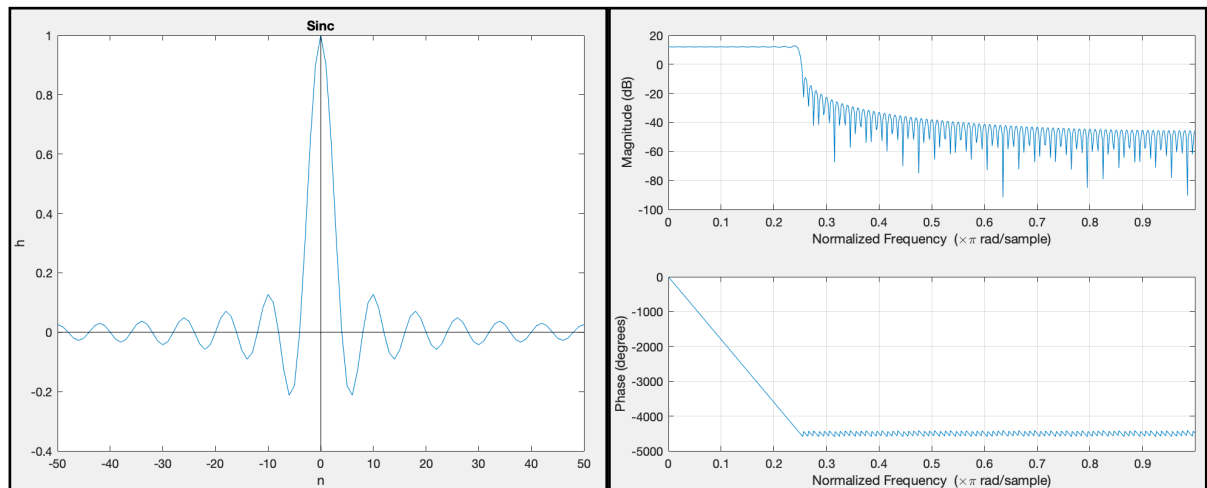 Sinc
1
0.8
0.6
0.4
0.2
0
-0.2
-0.4
h
-50 -40 -30 -20 -10 0 10 20 30 40 50
n
20
0
-20
-40
-60
-80
-100
Magnitude (dB)
0 0.1 0.2 0.3 0.4 0.5 0.6 0.7 0.8 0.9
Normalized Frequency (×π rad/sample)
0
-1000
-2000
-3000
-4000
-5000
Phase (degrees)
0 0.1 0.2 0.3 0.4 0.5 0.6 0.7 0.8 0.9
Normalized Frequency (×π rad/sample)